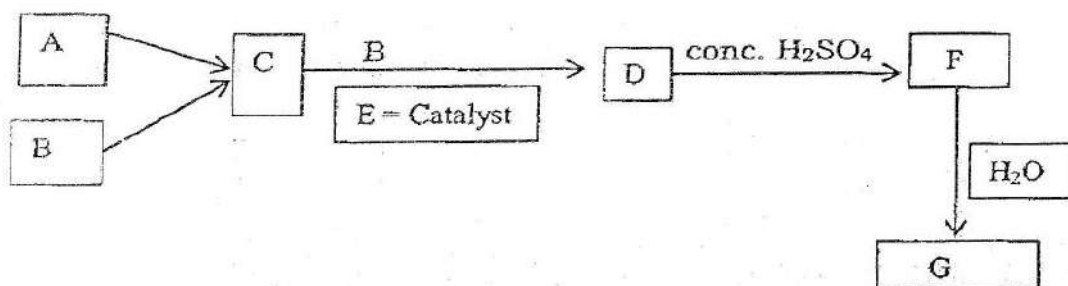 A
B
C
B
E = Catalyst
D
conc. H₂SO₄
F
H₂O
G